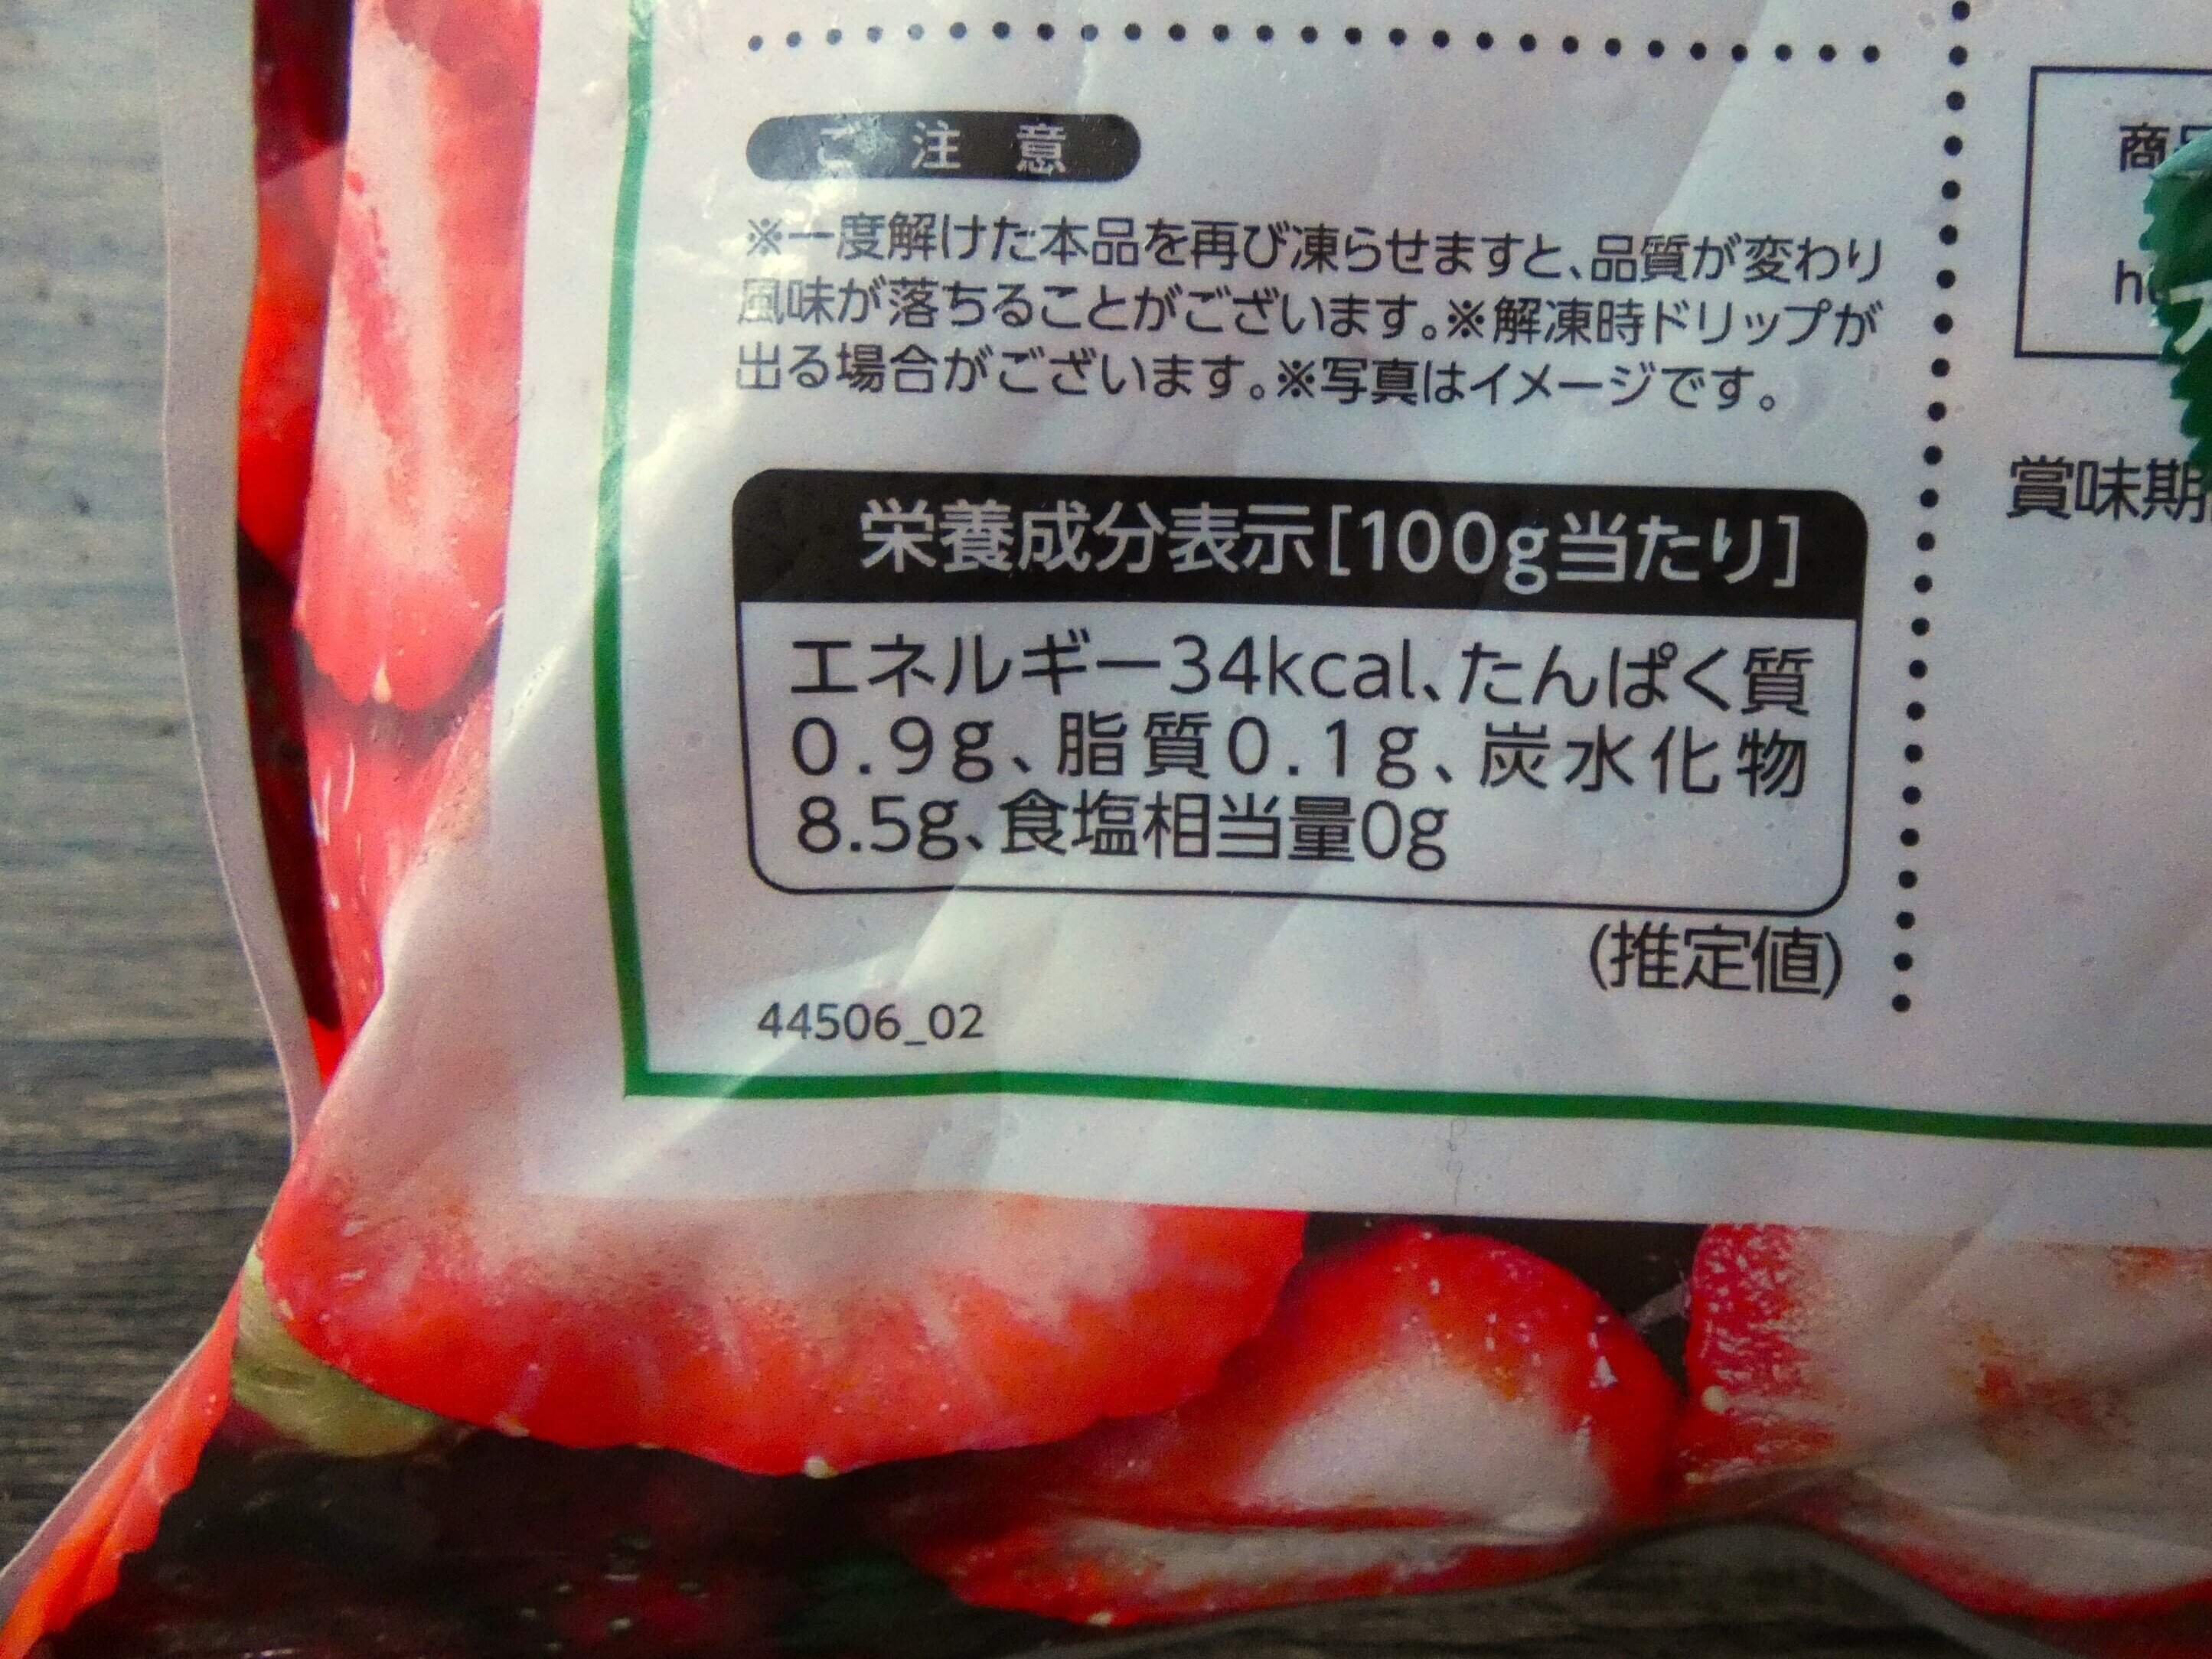 ご注意
※一度解けた本品を再び凍らせますと、品質が変わり
風味が落ちることがございます。※解凍時ドリップが
出る場合がございます。※写真はイメージです。
栄養成分表示[100g当たり]
エネルギー34kcal、たんぱく質
0.9g、脂質0.1g、炭水化物
8.5g、食塩相当量0g
(推定値)
44506_02
商品
賞味期